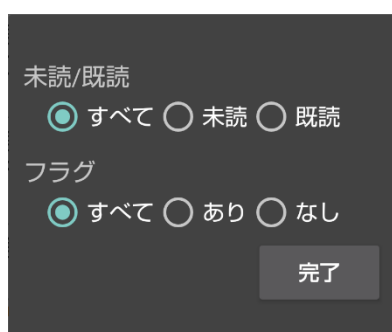 未読/既読
すべて 未読 既読
フラグ
すべて あり なし
完了